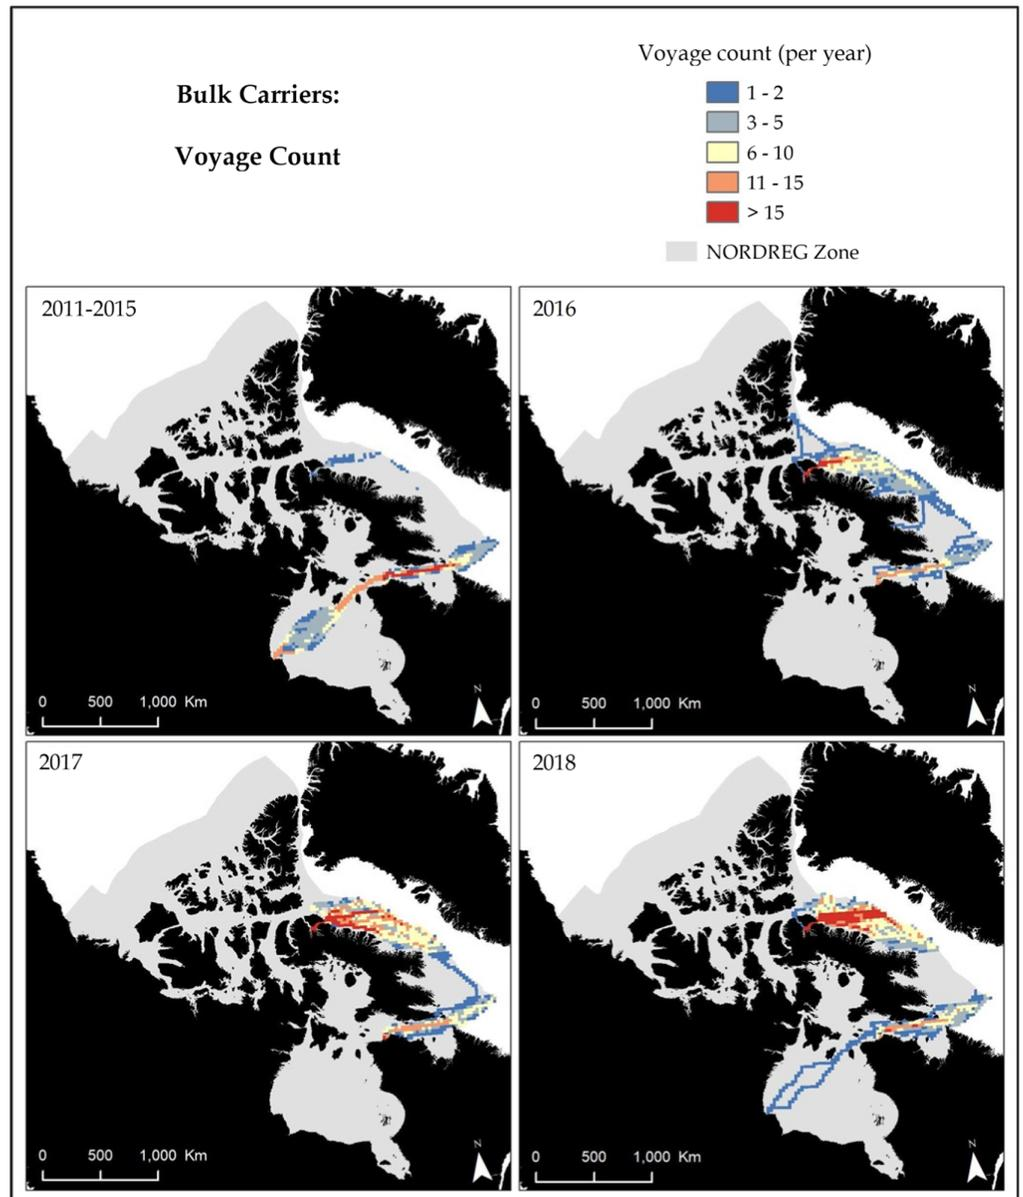 Bulk Carriers:
Voyage Count
Voyage count (per year)
1 - 2
3 - 5
6 - 10
11 - 15
> 15
NORDREG Zone
2011-2015
0 500 1,000 Km
N
2016
0 500 1,000 Km
N
2017
0 500 1,000 Km
N
2018
0 500 1,000 Km
N